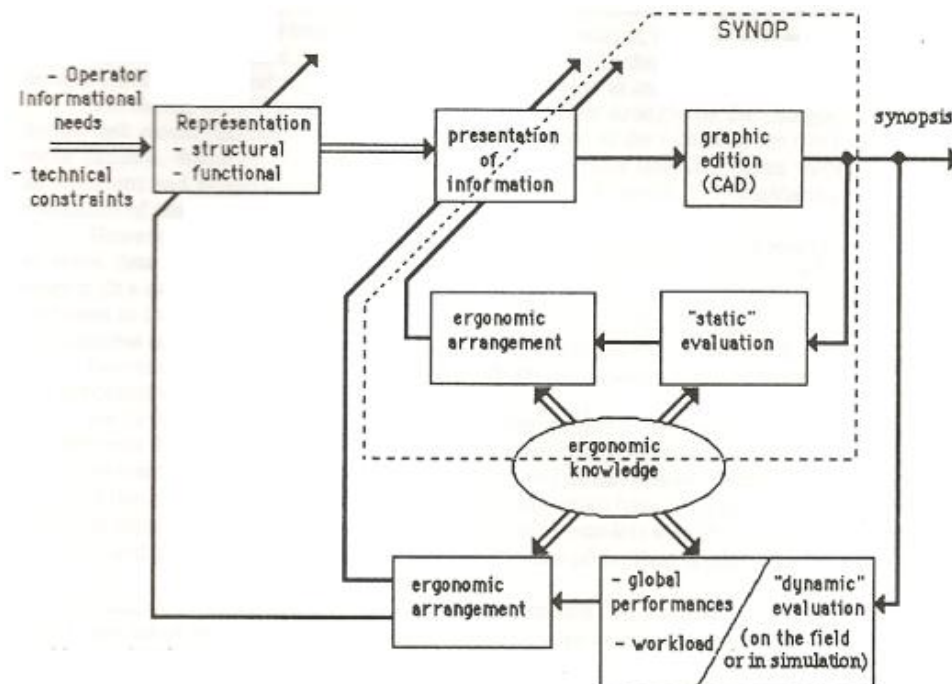 SYNOP
- Operator
informational
needs
- technical
constraints
Représentation
- structural
- functional
presentation
of
information
graphic
edition
(CAD)
synopsis
ergonomic
arrangement
"static"
evaluation
ergonomic
knowledge
ergonomic
arrangement
- global
performances
- workload
"dynamic"
evaluation
(on the field
or in simulation)